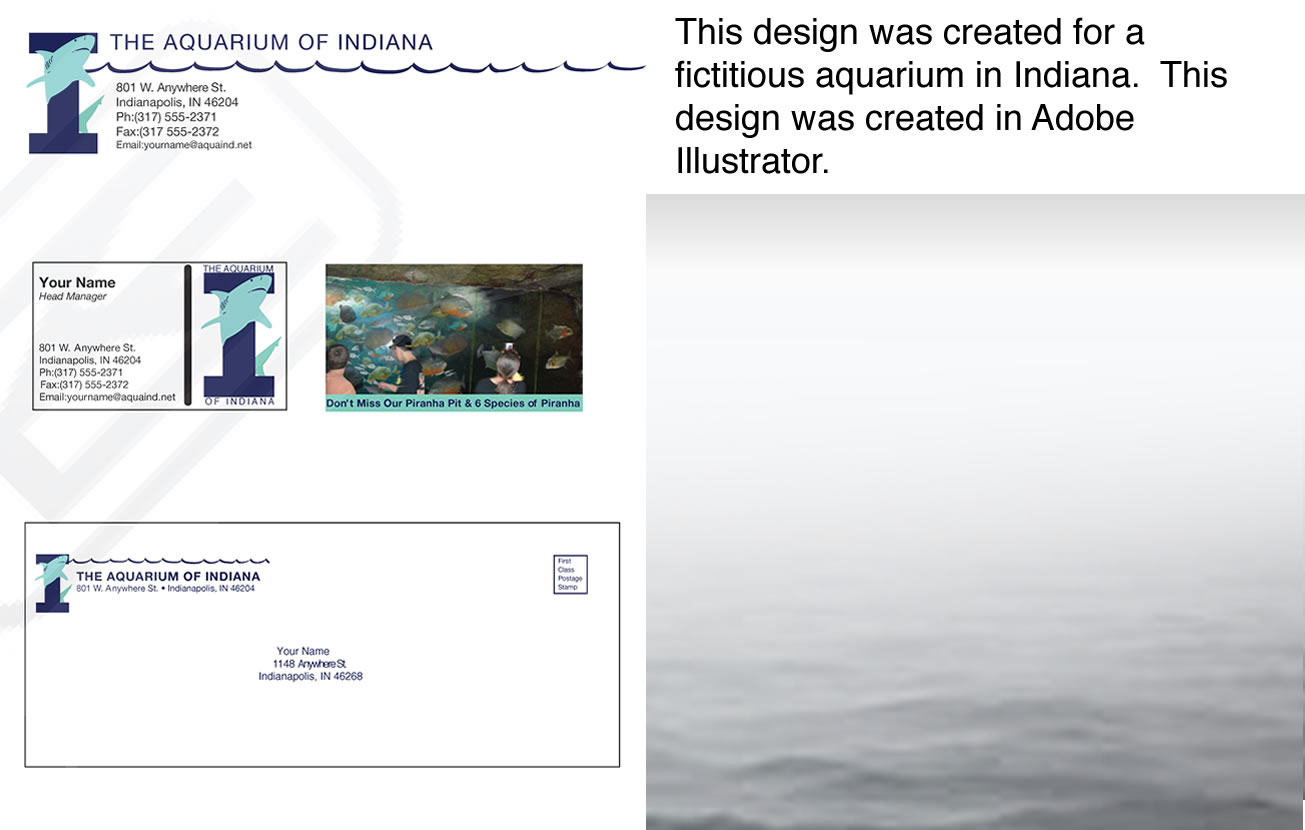 THE AQUARIUM OF INDIANA
801 W. Anywhere St.
Indianapolis, IN 46204
Ph:(317) 555-2371
Fax:(317 555-2372
Email:yourname@aquaind.net
This design was created for a
fictitious aquarium in Indiana.  This
design was created in Adobe
Illustrator.
Your Name
Head Manager
801 W. Anywhere St.
Indianapolis, IN 46204
Ph:(317) 555-2371
Fax:(317) 555-2372
Email:yourname@aquaind.net
THE AQUARIUM
I
OF INDIANA
Don't Miss Our Piranha Pit & 6 Species of Piranha
THE AQUARIUM OF INDIANA
801 W. Anywhere St. • Indianapolis, IN 46204
First
Class
Postage
Stamp
Your Name
1148 Anywhere St.
Indianapolis, IN 46268